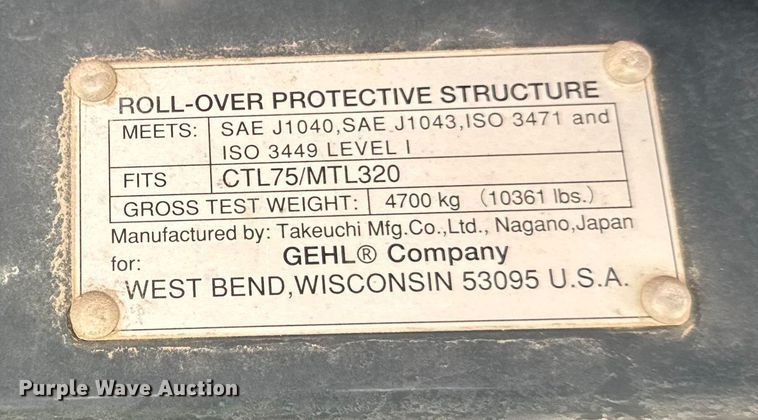 ROLL-OVER PROTECTIVE STRUCTURE
MEETS: SAE J1040,SAE J1043,ISO 3471 and
ISO 3449 LEVEL I
FITS CTL75/MTL320
GROSS TEST WEIGHT: 4700 kg (10361 lbs.)
Manufactured by: Takeuchi Mfg.Co.,Ltd., Nagano,Japan
for: GEHL® Company
WEST BEND,WISCONSIN 53095 U.S.A.
Purple Wave Auction